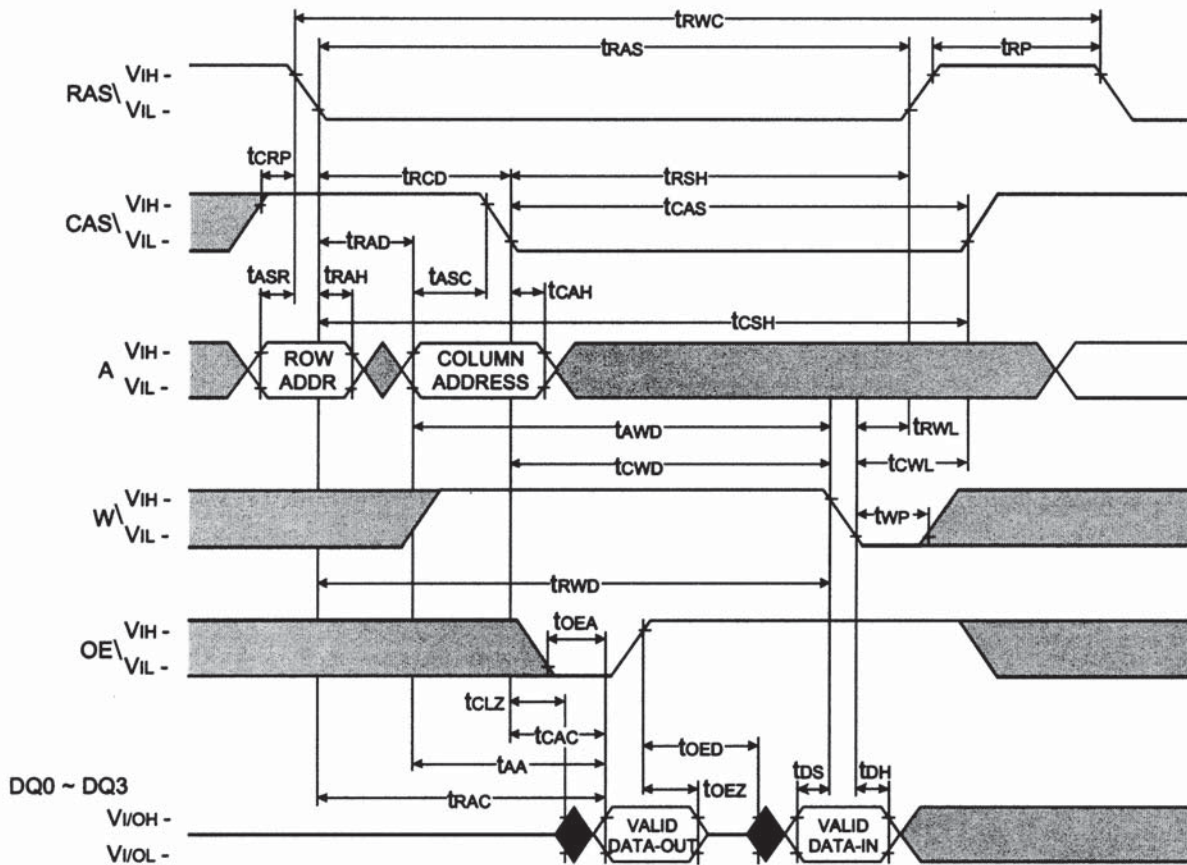 tRWC
tRAS
tRP
RAS\
VIH -
VIL -
tCRP
tRCD
tRSH
CAS\
VIH -
VIL -
tCAS
tRAD
tASR
tRAH
tASC
tCAH
tCSH
A
VIH -
VIL -
ROW
ADDR
COLUMN
ADDRESS
tAWD
tRWL
tCWD
tCWL
W\
VIH -
VIL -
tWP
tRWD
OE\
VIH -
VIL -
tOEA
tCLZ
tCAC
tOED
tAA
tOEZ
tDS
tDH
DQ0 ~ DQ3
tRAC
VI/OH -
VI/OL -
VALID
DATA-OUT
VALID
DATA-IN